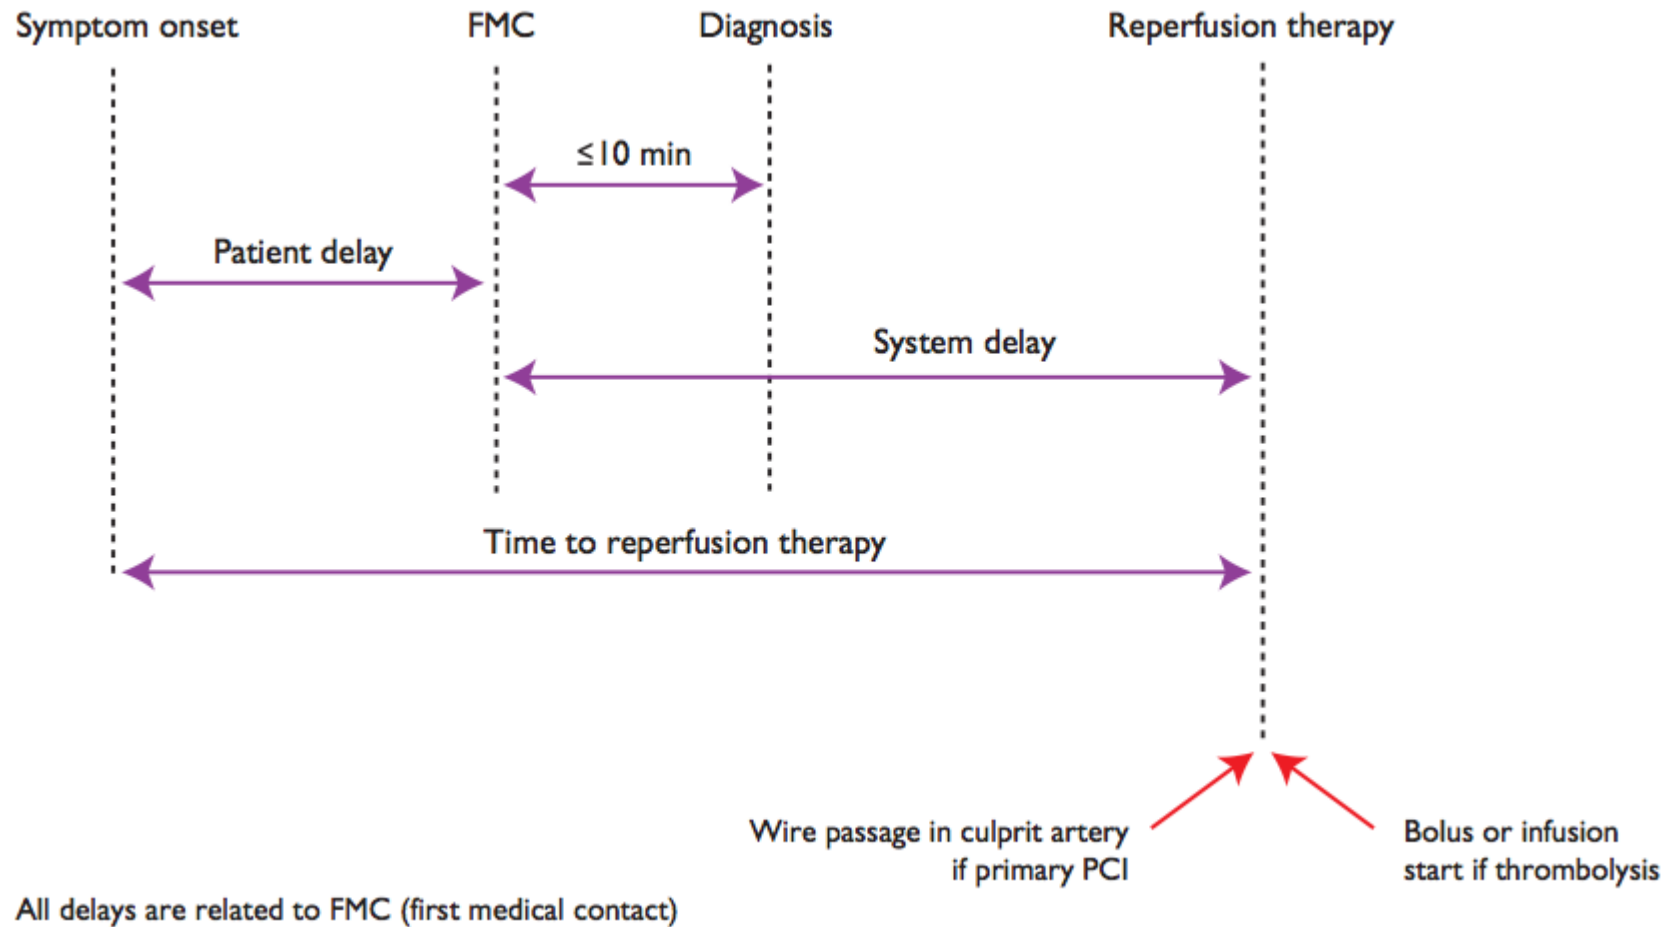 Symptom onset
FMC
Diagnosis
Reperfusion therapy
≤10 min
Patient delay
System delay
Time to reperfusion therapy
Wire passage in culprit artery
if primary PCI
Bolus or infusion
start if thrombolysis
All delays are related to FMC (first medical contact)